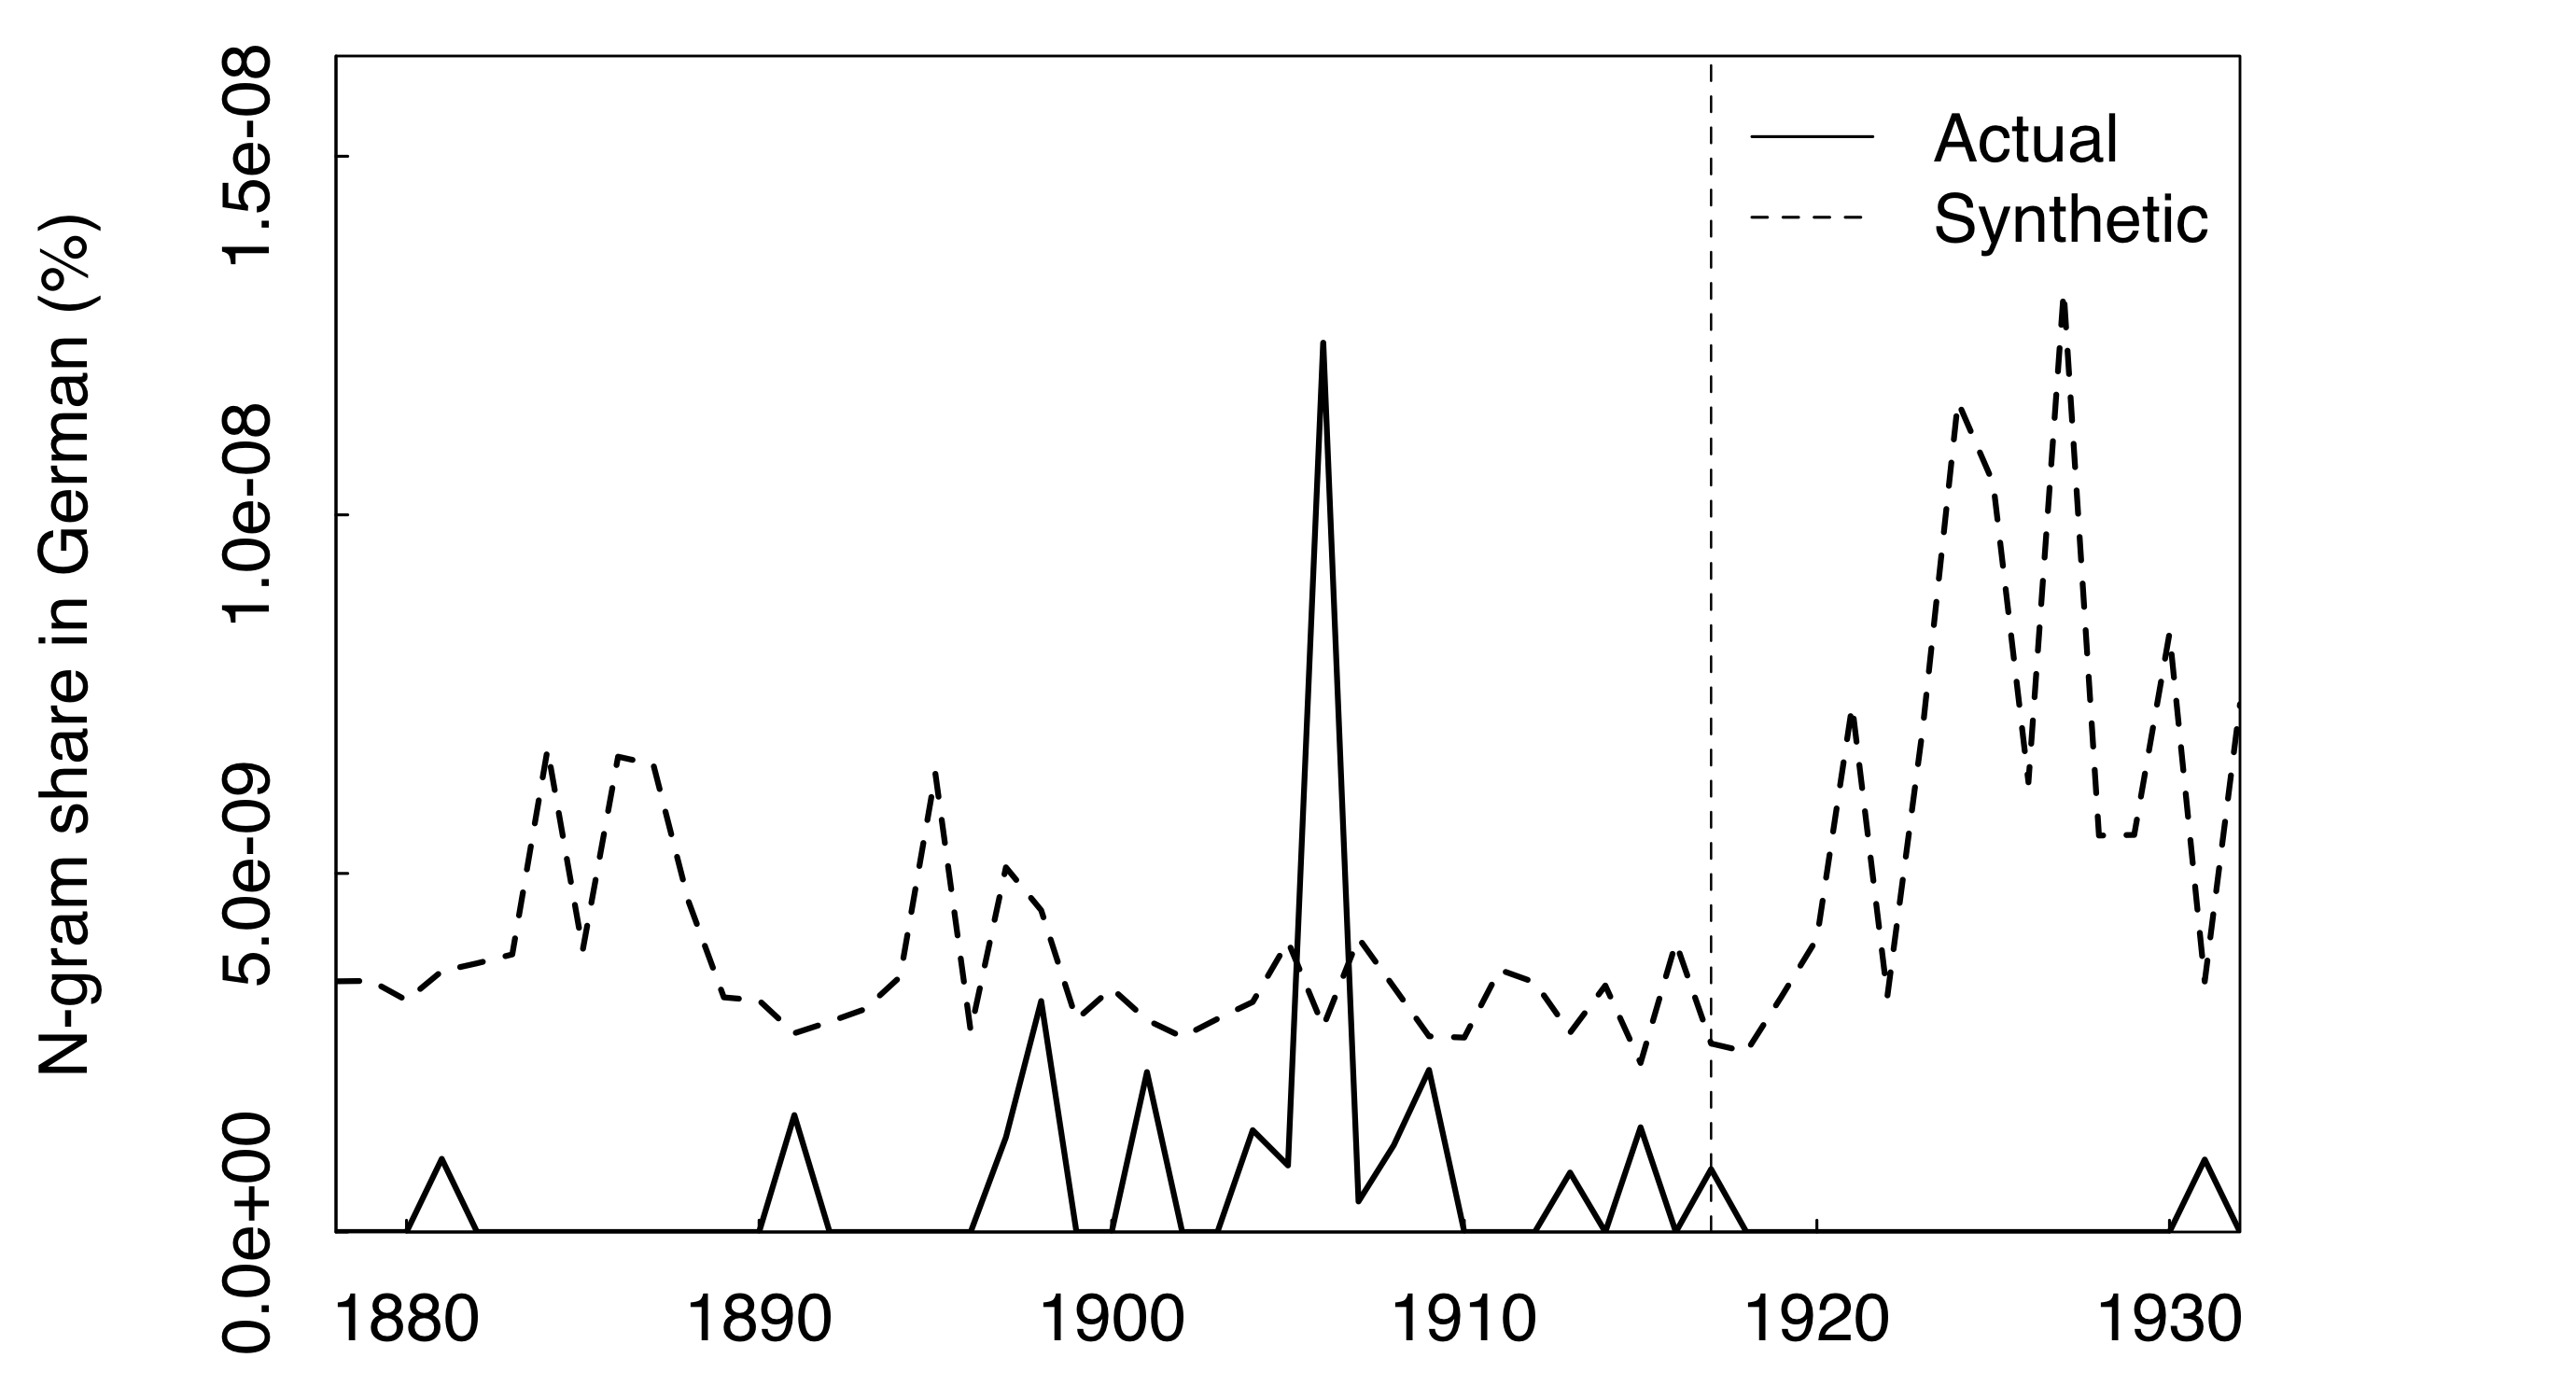 N-gram share in German (%)
1.5e-08
1.0e-08
5.0e-09
0.0e+00
Actual
Synthetic
1880 1890 1900 1910 1920 1930